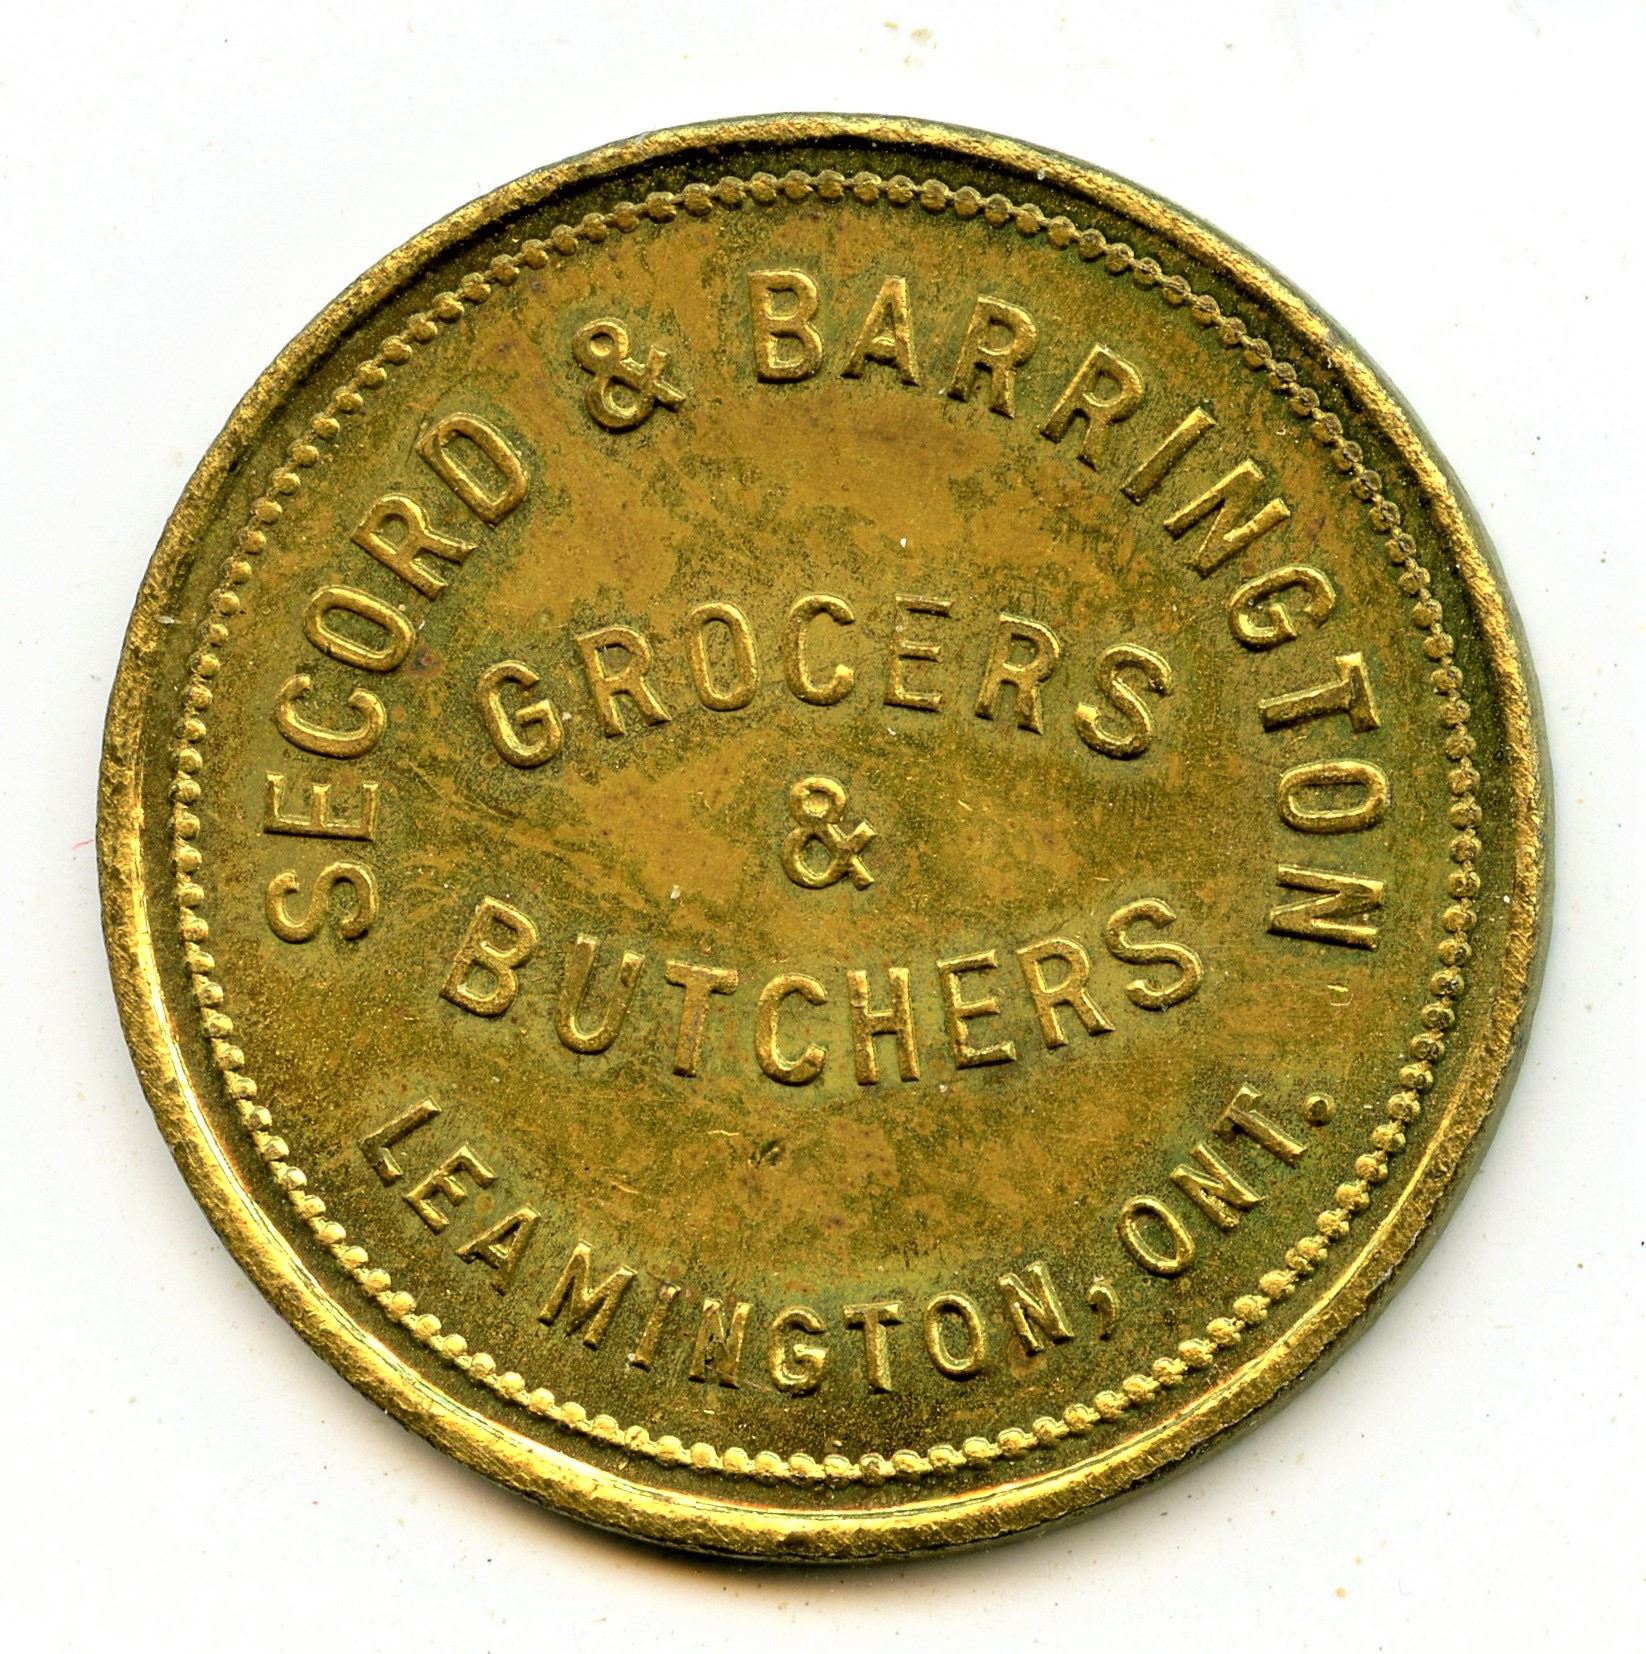 SECORD & BARRINGTON
GROCERS
&
BUTCHERS
LEAMINGTON, ONT.